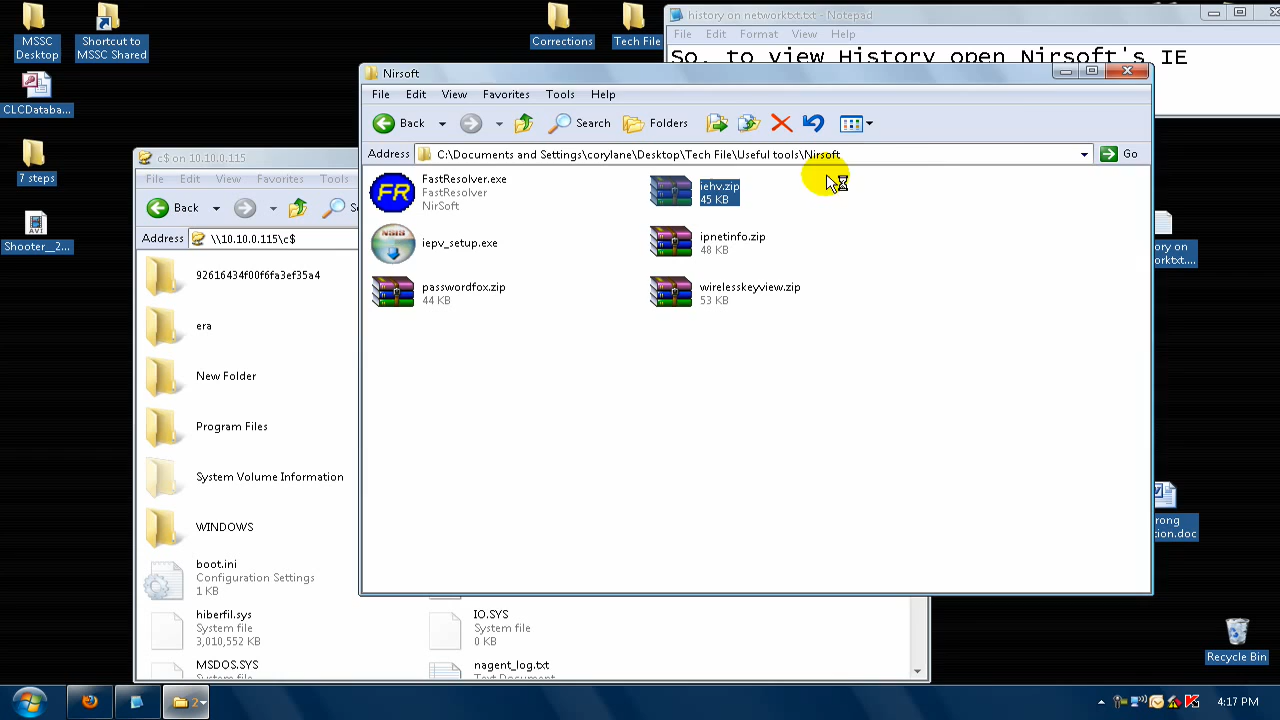 MSSC
Desktop
Shortcut to
MSSC Shared
CLCDataba...
7 steps
Shooter__2...
Corrections
Tech File
history on networktxt.txt - Notepad
File Edit Format View Help
So, to view History open Nirsoft's IE
Nirsoft
File Edit View Favorites Tools Help
Back Search Folders
Address C:\Documents and Settings\corylane\Desktop\Tech File\Useful tools\Nirsoft Go
FR
FastResolver.exe
FastResolver
NirSoft
iehv.zip
45 KB
NSIS
iepv_setup.exe
ipnetinfo.zip
48 KB
passwordfox.zip
44 KB
wirelesskeyview.zip
53 KB
c$ on 10.10.0.115
File Edit View Favorites Tools
Back Se
Address \\10.10.0.115\c$
92616434f00f6fa3ef35a4
era
New Folder
Program Files
System Volume Information
WINDOWS
boot.ini
Configuration Settings
1 KB
hiberfil.sys
System file
3,010,552 KB
IO.SYS
System file
0 KB
MSDOS.SYS
System file
nagent_log.txt
Text Document
ory on
orktxt....
rong
tion.doc
Recycle Bin
2
4:17 PM